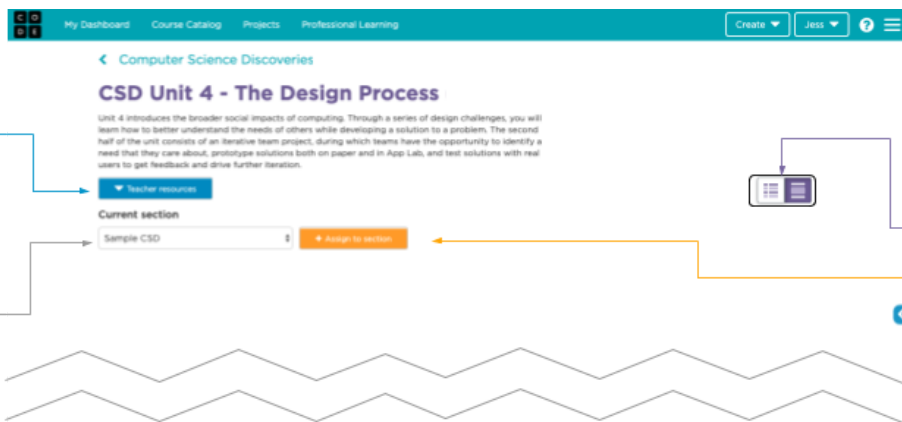 C O
D E
My Dashboard Course Catalog Projects Professional Learning Create Jess ?
Computer Science Discoveries
CSD Unit 4 - The Design Process
Unit 4 introduces the broader social impacts of computing. Through a series of design challenges, you will
learn how to better understand the needs of others while developing a solution to a problem. The second
half of the unit consists of an iterative team project, during which teams have the opportunity to identify a
need that they care about, prototype solutions both on paper and in App Lab, and test solutions with real
users to get feedback and drive further iteration.
Teacher resources
Current section
Sample CSD + Assign to section